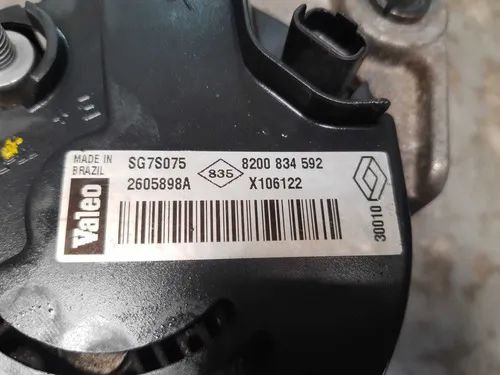 MADE IN
BRAZIL
SG7S075
835
8200 834 592
2605898A
X106122
Valeo
30010